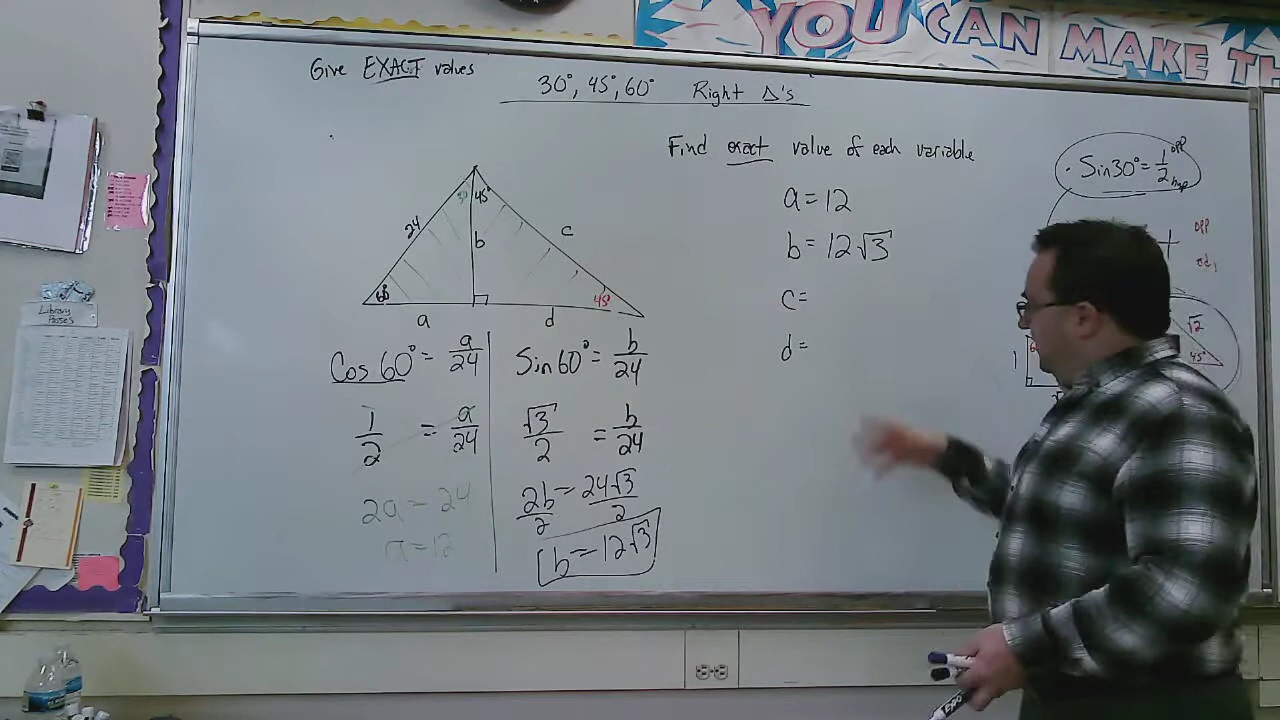 YOU CAN MAKE TH
Give EXACT values
30°, 45°, 60° Right Δ's
Find exact value of each variable
Sin30° = 1/2 opp hyp
a = 12
b = 12√3
c =
d =
45°
24
b
c
60
45°
a
d
Cos 60° = a/24
1/2 = a/24
2a = 24
a = 12
Sin 60° = b/24
√3/2 = b/24
2b/2 = 24√3/2
b = 12√3
opp
adj
√2
1
45°
Library
Passes
EXPO